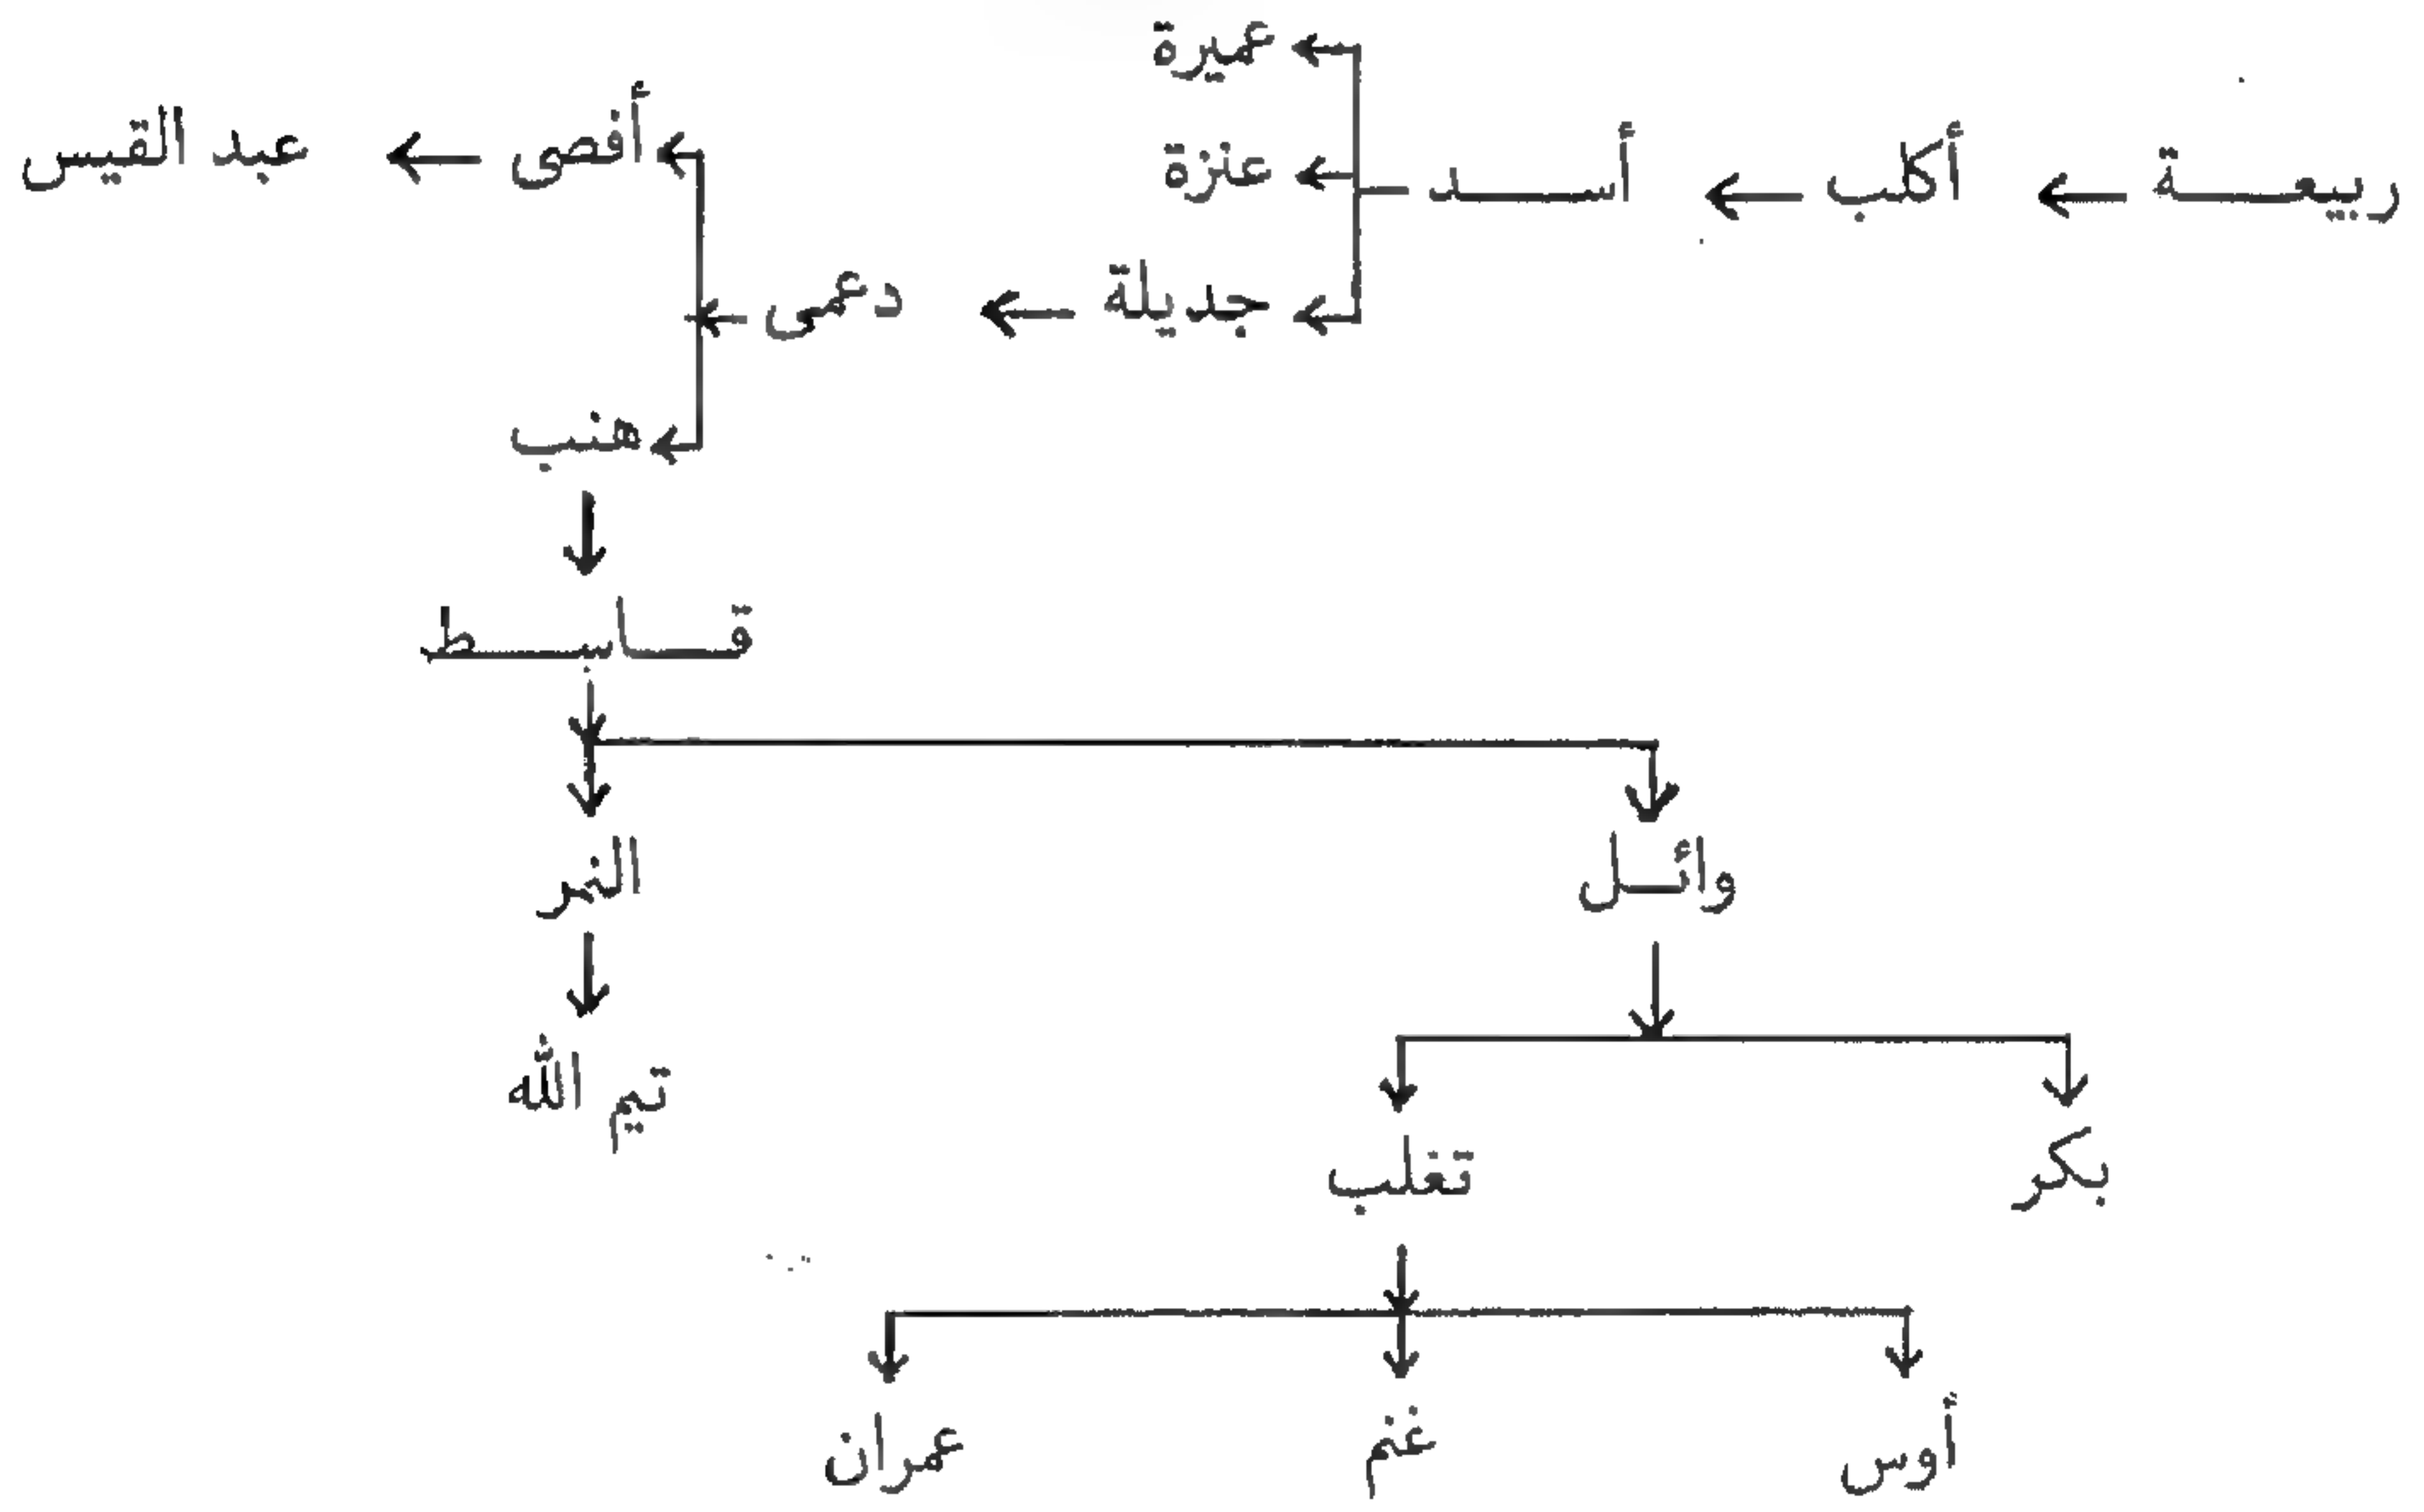 عميرة
ربيعة أكلب أسد عنزة أفصى عبد القيس
جديلة دعمى
هنب
قاسط
وائل النمر
تيم الله
بكر تغلب
أوس غنم عمران